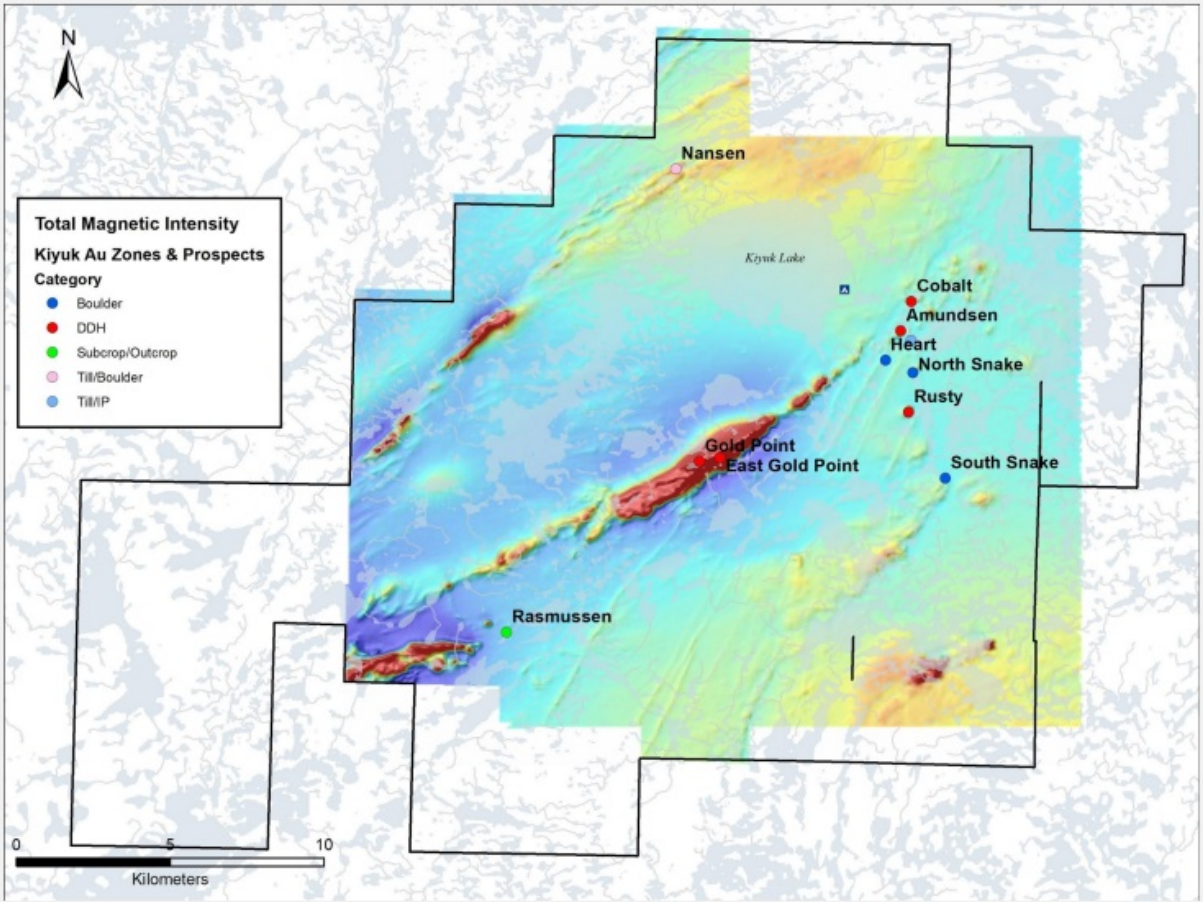 N
Nansen
Total Magnetic Intensity
Kiyuk Au Zones & Prospects
Category
Boulder
DDH
Subcrop/Outcrop
Till/Boulder
Till/IP
Kiyuk Lake
Cobalt
Amundsen
Heart
North Snake
Rusty
Gold Point
East Gold Point
South Snake
Rasmussen
0 5 10
Kilometers